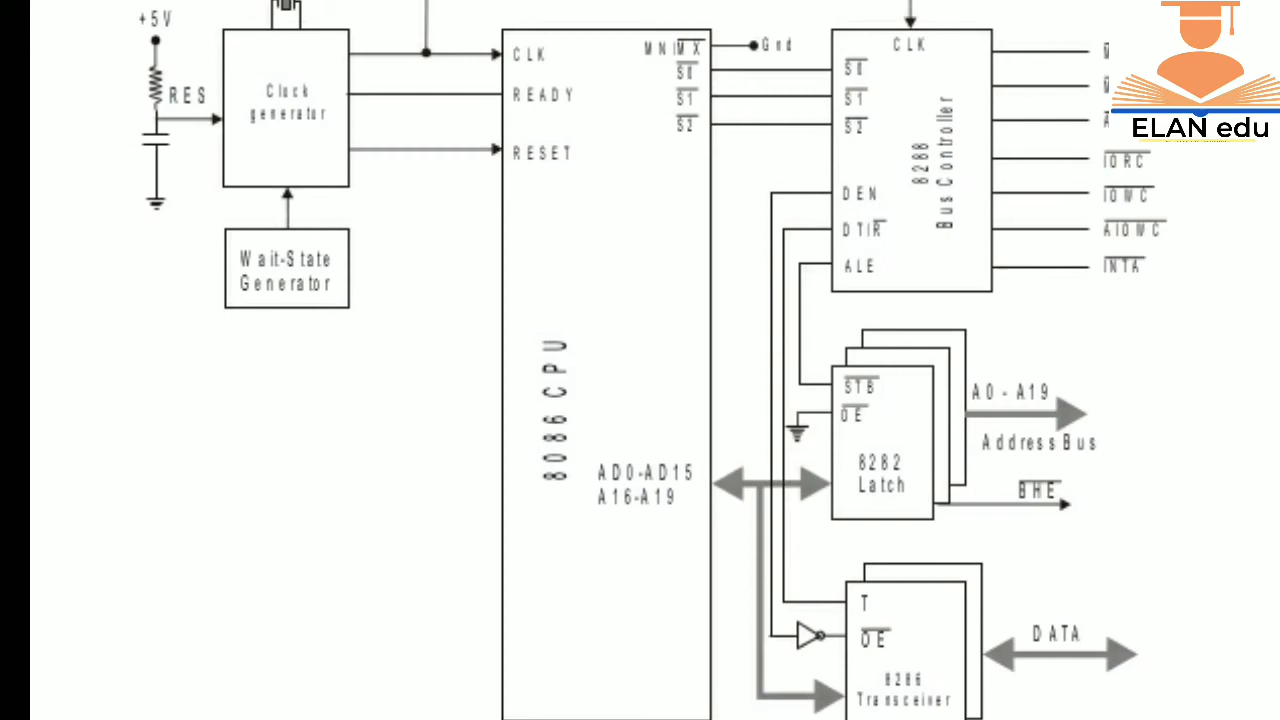 +5V
RES
Clock
generator
Wait-State
Generator
CLK
READY
RESET
MN/MX
Gnd
S0
S1
S2
8086 CPU
AD0-AD15
A16-A19
CLK
S0
S1
S2
DEN
DT/R
ALE
8288
Bus Controller
IORC
IOWC
AIOWC
INTA
ELAN edu
STB
OE
8282
Latch
A0 - A19
Address Bus
BHE
T
OE
8286
Transceiver
DATA